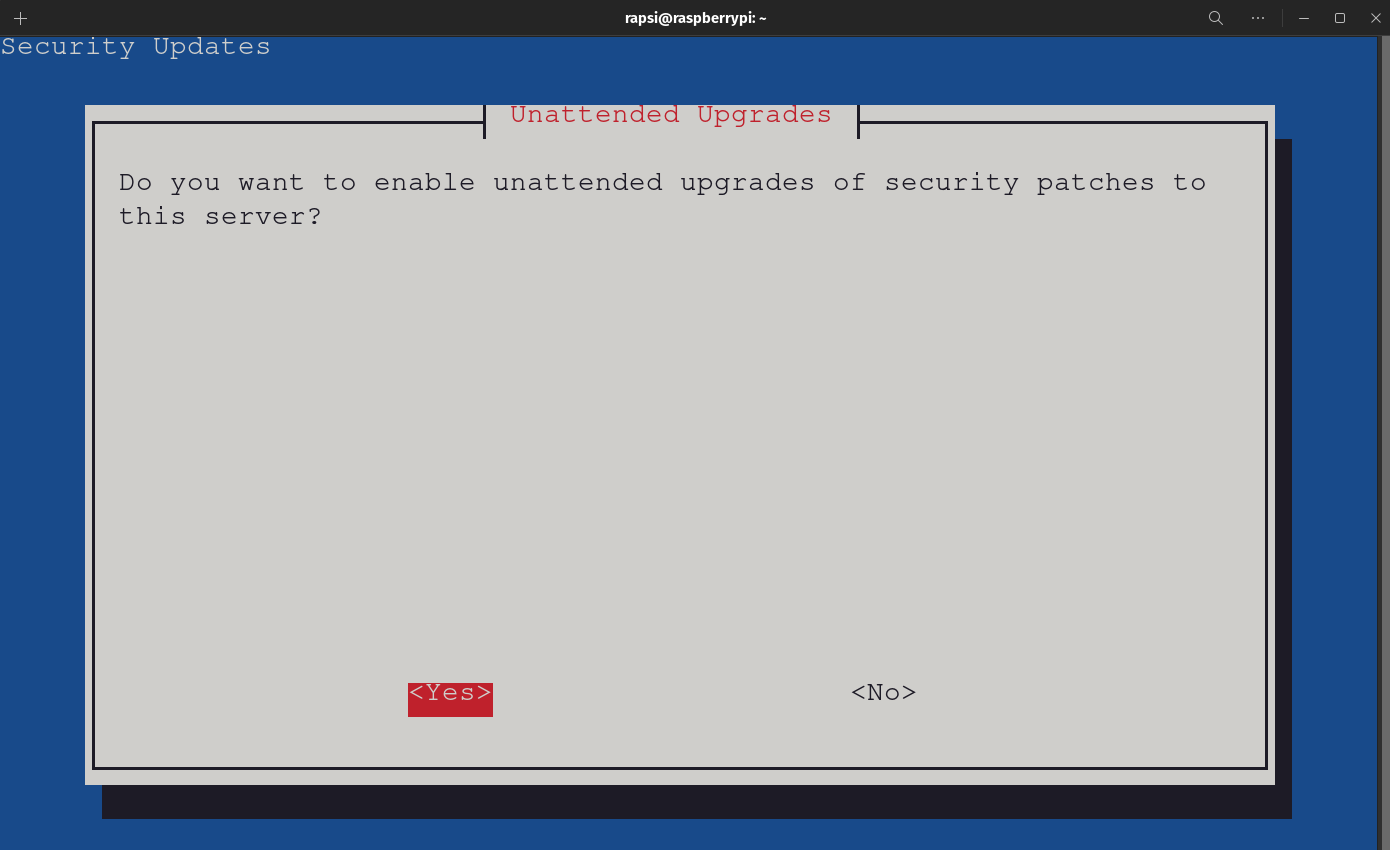 rapsi@raspberrypi: ~
Security Updates
Unattended Upgrades
Do you want to enable unattended upgrades of security patches to
this server?
<Yes> <No>